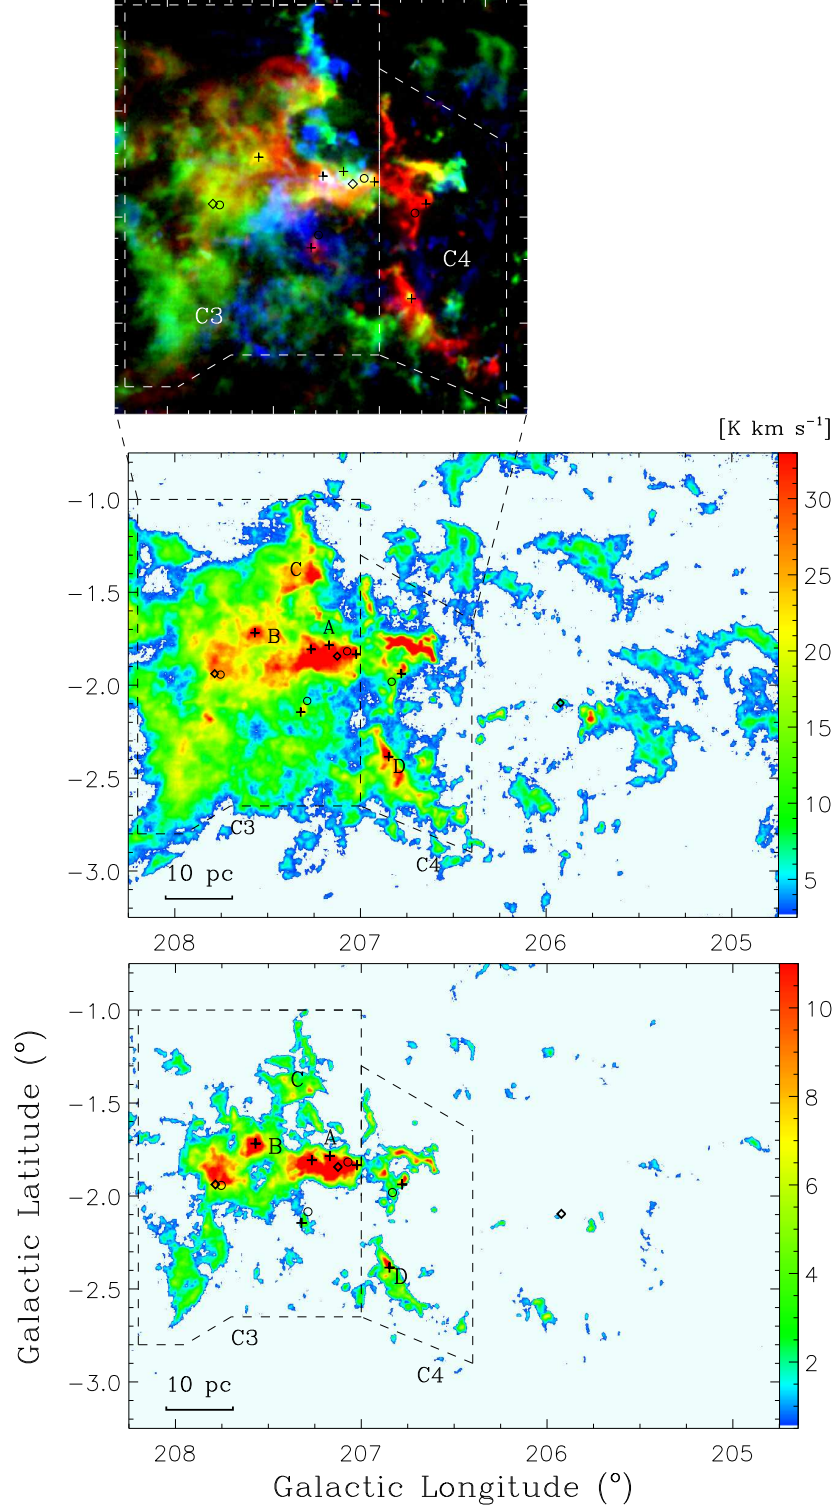 C4
C3
[K km s⁻¹]
−1.0
30
C
−1.5
25
A
B
20
−2.0
15
D
−2.5
10
C3
C4
−3.0
10 pc
5
208
207
206
205
−1.0
10
C
−1.5
A
8
B
−2.0
6
D
−2.5
4
C3
C4
2
−3.0
10 pc
208
207
206
205
Galactic Latitude (°)
Galactic Longitude (°)